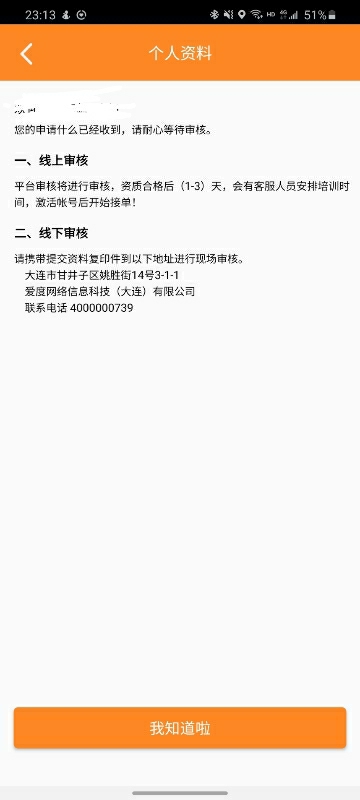 23:13
HD
4G
51%
个人资料
您的申请什么已经收到，请耐心等待审核。
一、线上审核
平台审核将进行审核，资质合格后（1-3）天，会有客服人员安排培训时
间，激活帐号后开始接单！
二、线下审核
请携带提交资料复印件到以下地址进行现场审核。
大连市甘井子区姚胜街14号3-1-1
爱度网络信息科技（大连）有限公司
联系电话 4000000739
我知道啦